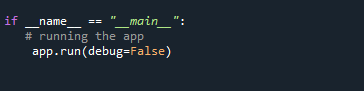 if __name__ == "__main__":
    # running the app
     app.run(debug=False)